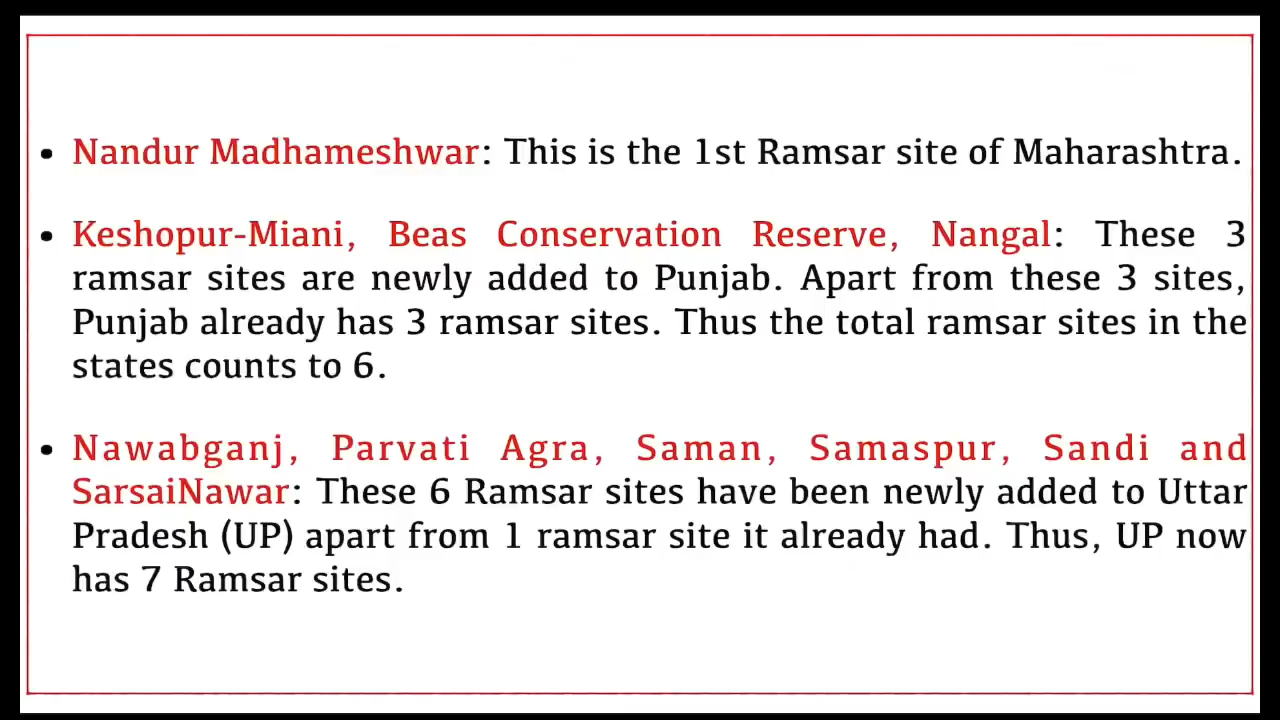 • Nandur Madhameshwar: This is the 1st Ramsar site of Maharashtra.
• Keshopur-Miani, Beas Conservation Reserve, Nangal: These 3
ramsar sites are newly added to Punjab. Apart from these 3 sites,
Punjab already has 3 ramsar sites. Thus the total ramsar sites in the
states counts to 6.
• Nawabganj, Parvati Agra, Saman, Samaspur, Sandi and
SarsaiNawar: These 6 Ramsar sites have been newly added to Uttar
Pradesh (UP) apart from 1 ramsar site it already had. Thus, UP now
has 7 Ramsar sites.